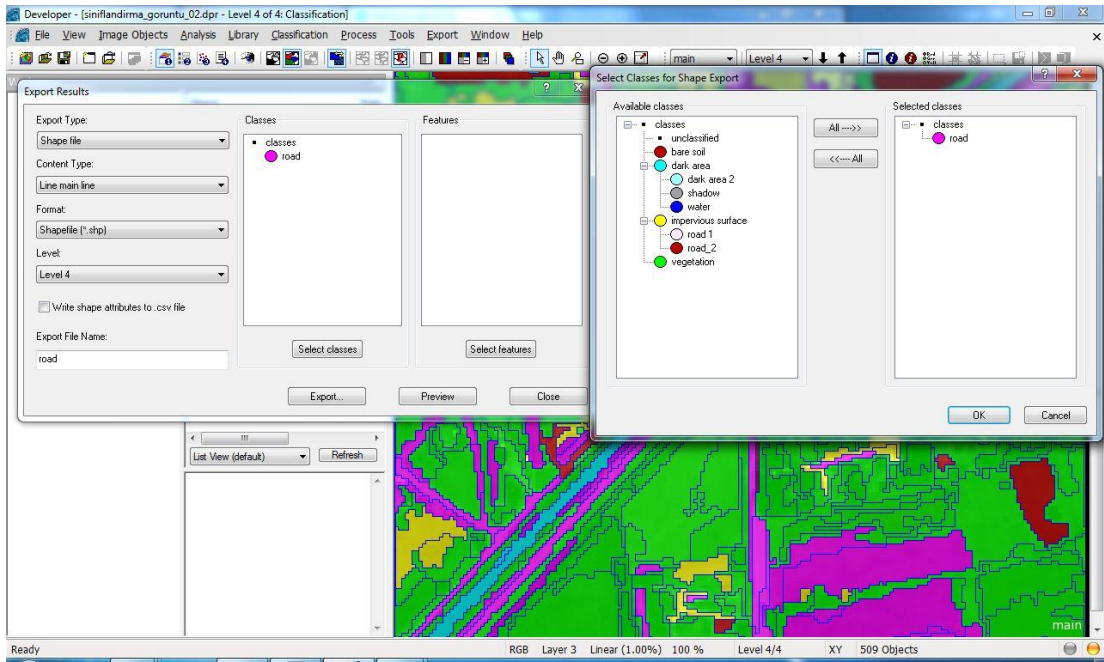 Developer - [siniflandirma_goruntu_02.dpr - Level 4 of 4: Classification]
File View Image Objects Analysis Library Classification Process Tools Export Window Help
main Level 4
Export Results
Export Type:
Shape file
Content Type:
Line main line
Format:
Shapefile (*.shp)
Level:
Level 4
Write shape attributes to .csv file
Export File Name:
road
Classes
classes
road
Select classes
Features
Select features
Export... Preview Close
Select Classes for Shape Export
Available classes
classes
unclassified
bare soil
dark area
dark area 2
shadow
water
impervious surface
road 1
road_2
vegetation
All ---->>
<<---- All
Selected classes
classes
road
OK Cancel
List View (default) Refresh
main
Ready RGB Layer 3 Linear (1.00%) 100 % Level 4/4 XY 509 Objects